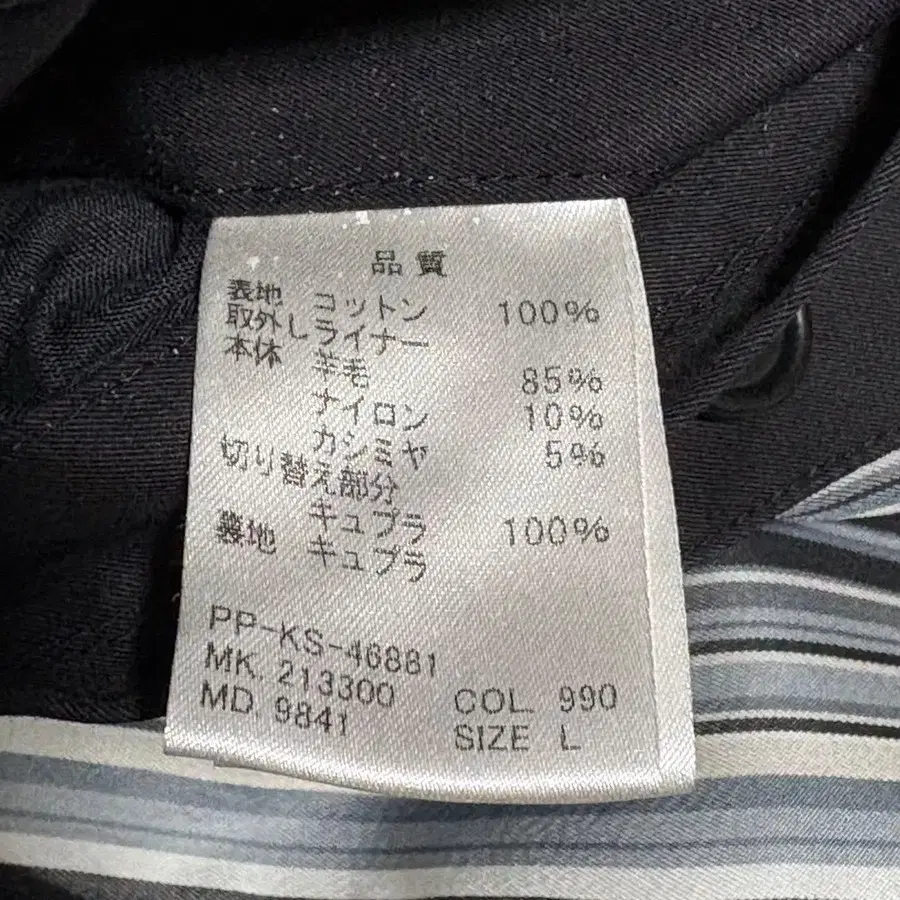 品質
表地 コットン 100%
取外しライナー
本体 羊毛 85%
ナイロン 10%
カシミヤ 5%
切り替え部分
キュプラ 100%
裏地 キュプラ
PP-KS-46881
MK. 213300
MD. 9841
COL. 990
SIZE L